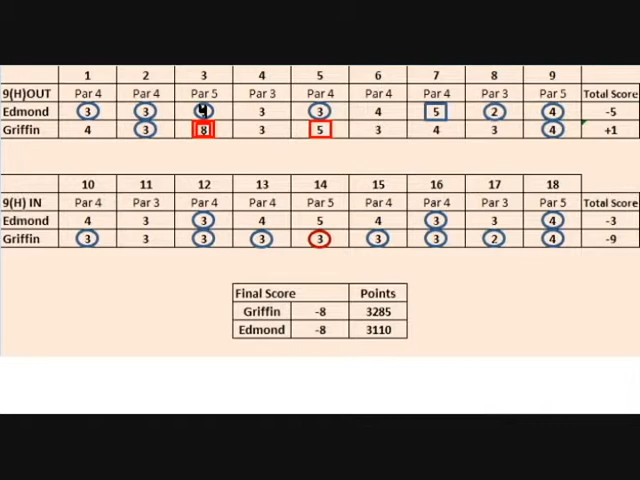 1 2 3 4 5 6 7 8 9
9(H)OUT Par 4 Par 4 Par 5 Par 3 Par 4 Par 4 Par 4 Par 3 Par 5 Total Score
Edmond 3 3 4 3 3 4 5 2 4 -5
Griffin 4 3 8 3 5 3 4 3 4 +1
10 11 12 13 14 15 16 17 18
9(H) IN Par 4 Par 3 Par 4 Par 4 Par 5 Par 4 Par 4 Par 3 Par 5 Total Score
Edmond 4 3 3 4 5 4 3 3 4 -3
Griffin 3 3 3 3 3 3 3 2 4 -9
Final Score Points
Griffin -8 3285
Edmond -8 3110